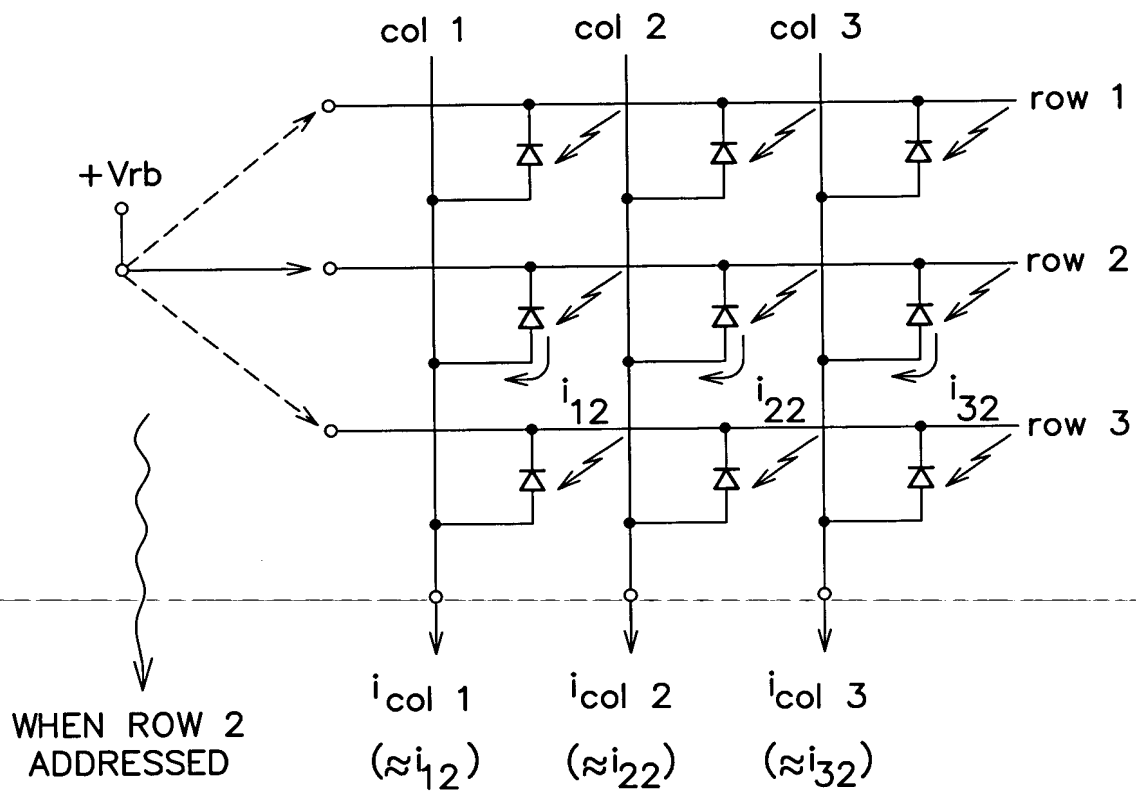 col 1 col 2 col 3
row 1
+Vrb
row 2
i12 i22 i32
row 3
icol 1 icol 2 icol 3
WHEN ROW 2
ADDRESSED
(≈i12) (≈i22) (≈i32)